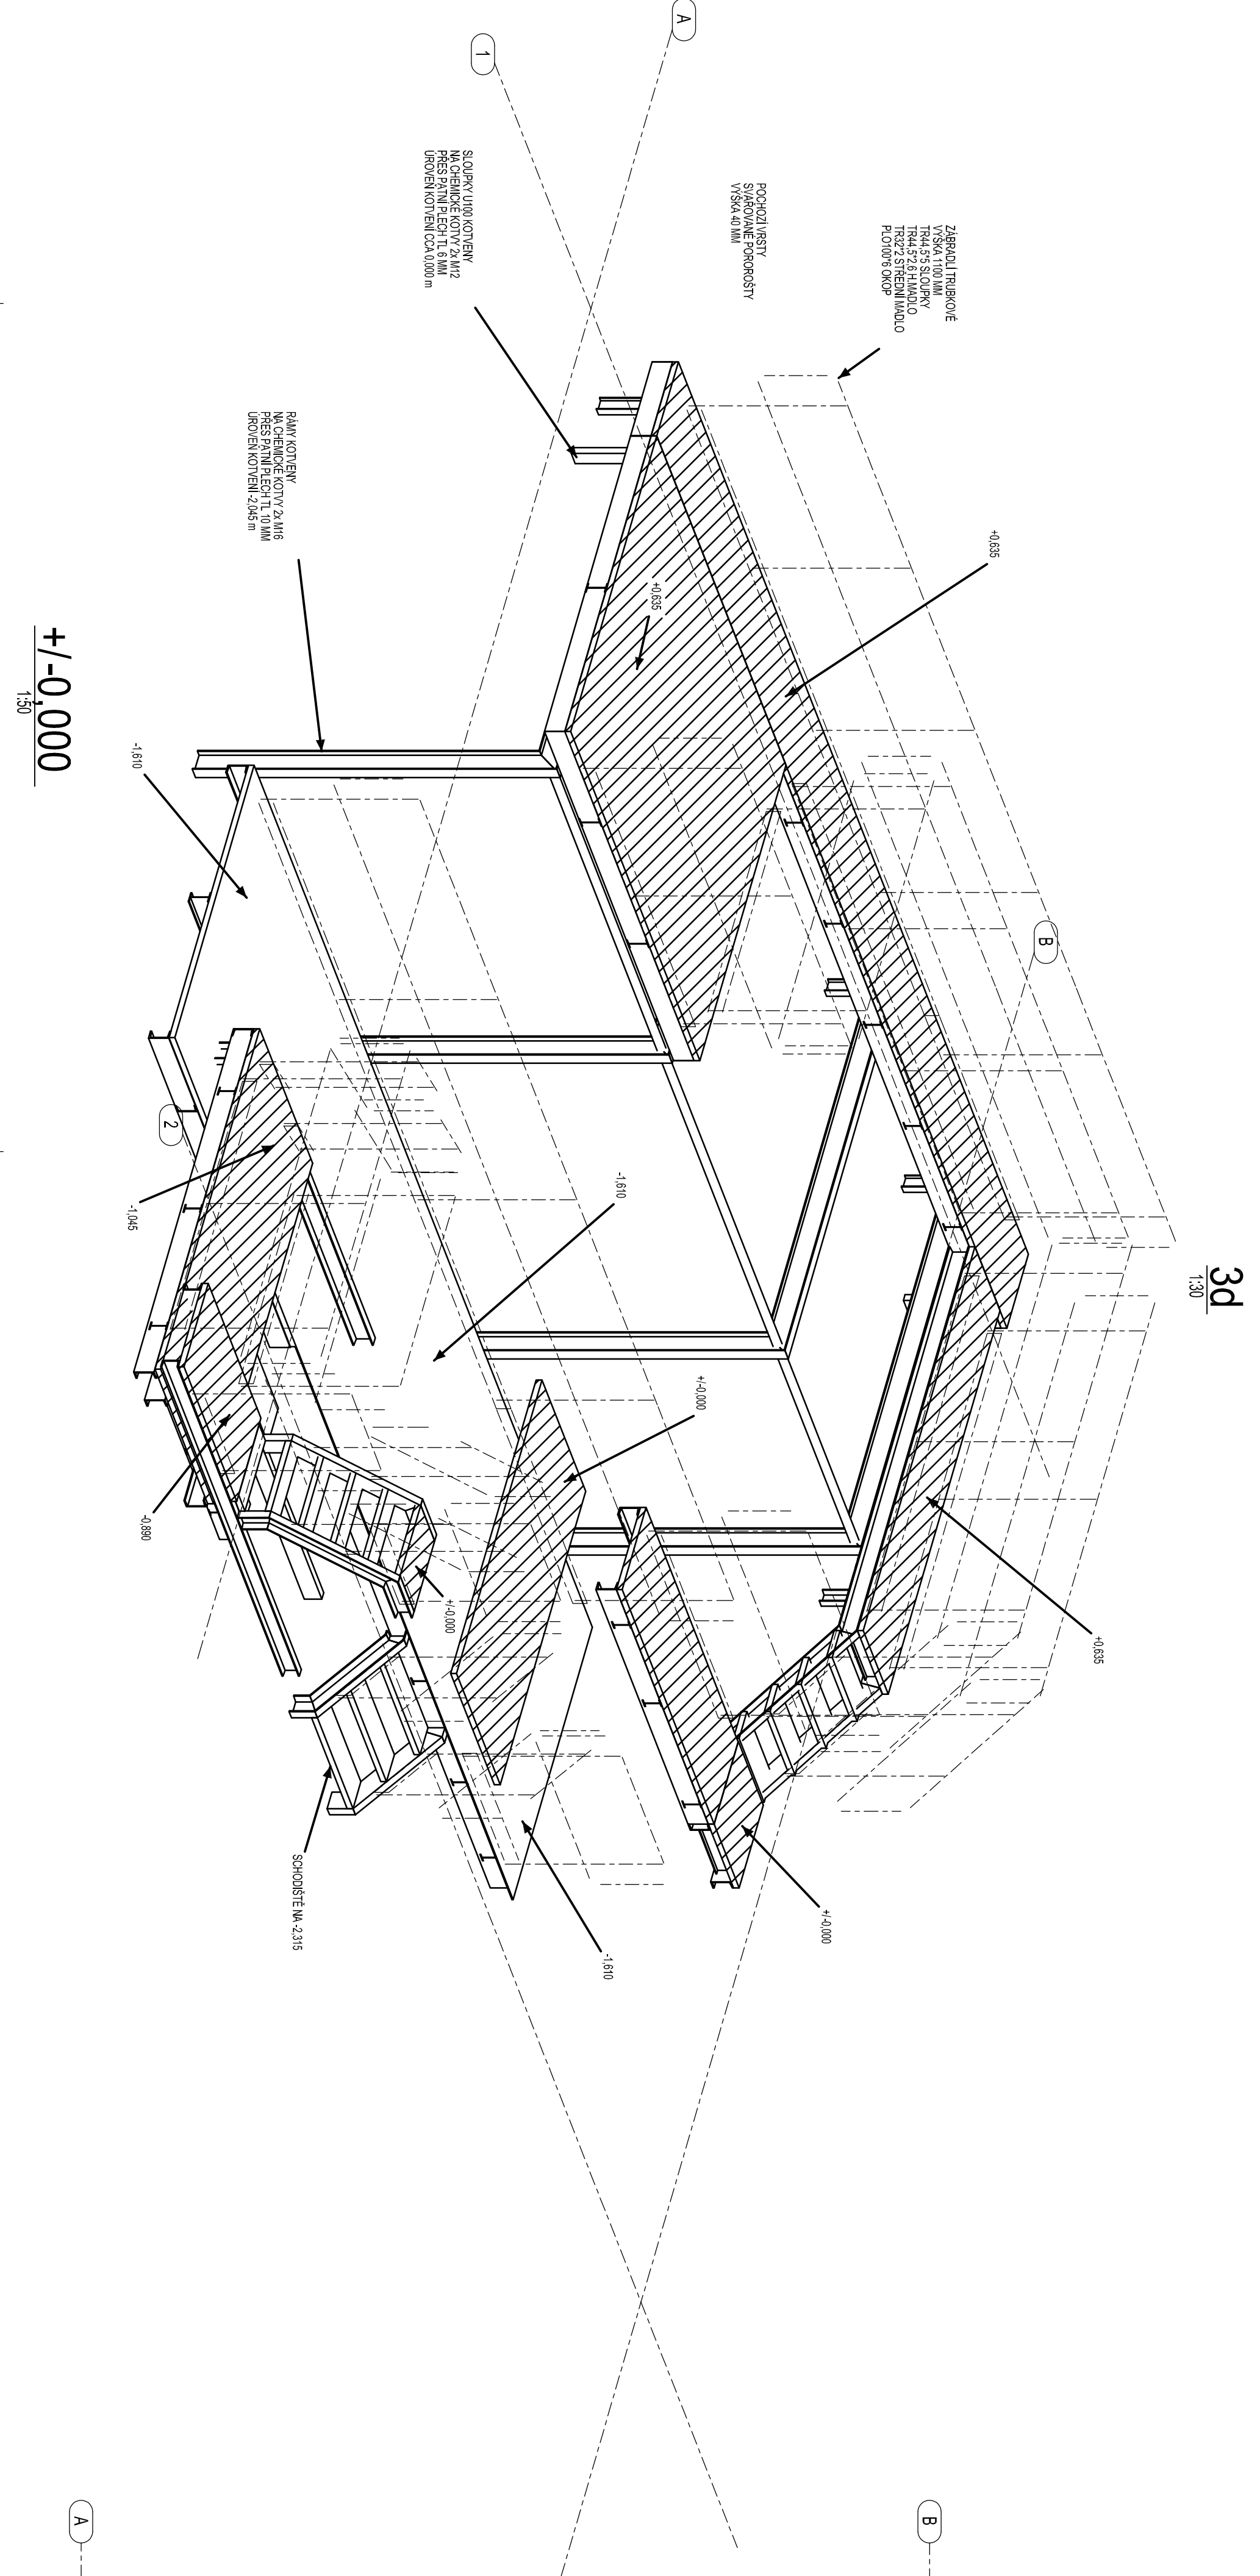 3d
1:30
ZÁBRADLÍ TRUBKOVÉ
VÝŠKA 1100 MM
TR44,5*5 SLOUPKY
TR44,5*2,6 H.MADLO
TR32*2 STŘEDNÍ MADLO
PLO100*6 OKOP
POCHOZÍ VRSTY
SVAŘOVANÉ POROROŠTY
VÝŠKA 40 MM
SLOUPKY U100 KOTVENY
NA CHEMICKÉ KOTVY 2x M12
PŘES PATNÍ PLECH TL 6 MM
ÚROVEŇ KOTVENÍ CCA 0,000 m
RÁMY KOTVENY
NA CHEMICKÉ KOTVY 2x M16
PŘES PATNÍ PLECH TL 10 MM
ÚROVEŇ KOTVENÍ -2,045 m
A
1
B
2
+0,635
+0,635
+0,635
+/-0,000
+/-0,000
+/-0,000
-1,610
-1,610
-1,610
-1,045
-0,890
SCHODIŠTĚ NA -2,315
+/-0,000
1:50
B
A